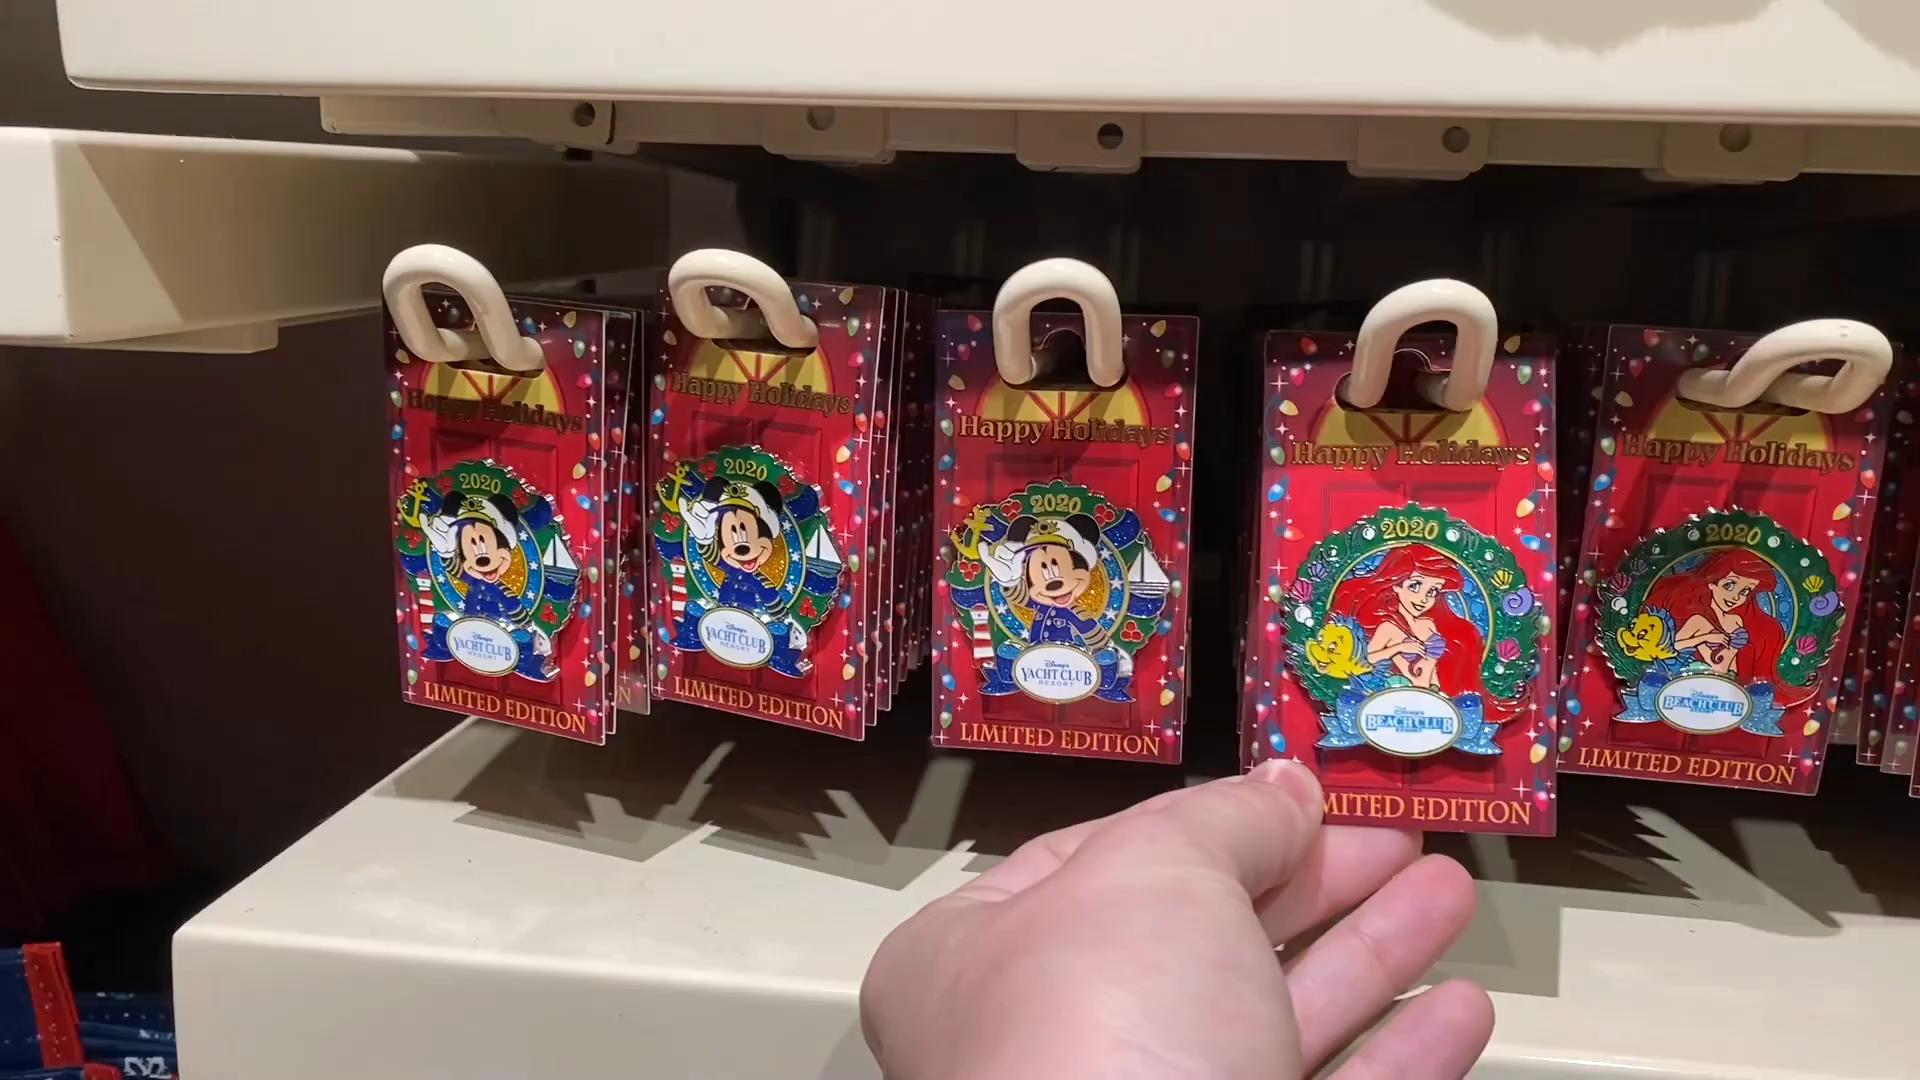 Happy Holidays
2020
Disney's
YACHT CLUB
RESORT
LIMITED EDITION
N
Happy Holidays
2020
Disney's
YACHT CLUB
RESORT
LIMITED EDITION
Happy Holidays
2020
Disney's
YACHT CLUB
RESORT
LIMITED EDITION
Happy Holidays
2020
Disney's
BEACH CLUB
RESORT
MITED EDITION
Happy Holidays
2020
Disney's
BEACH CLUB
RESORT
LIMITED EDITION